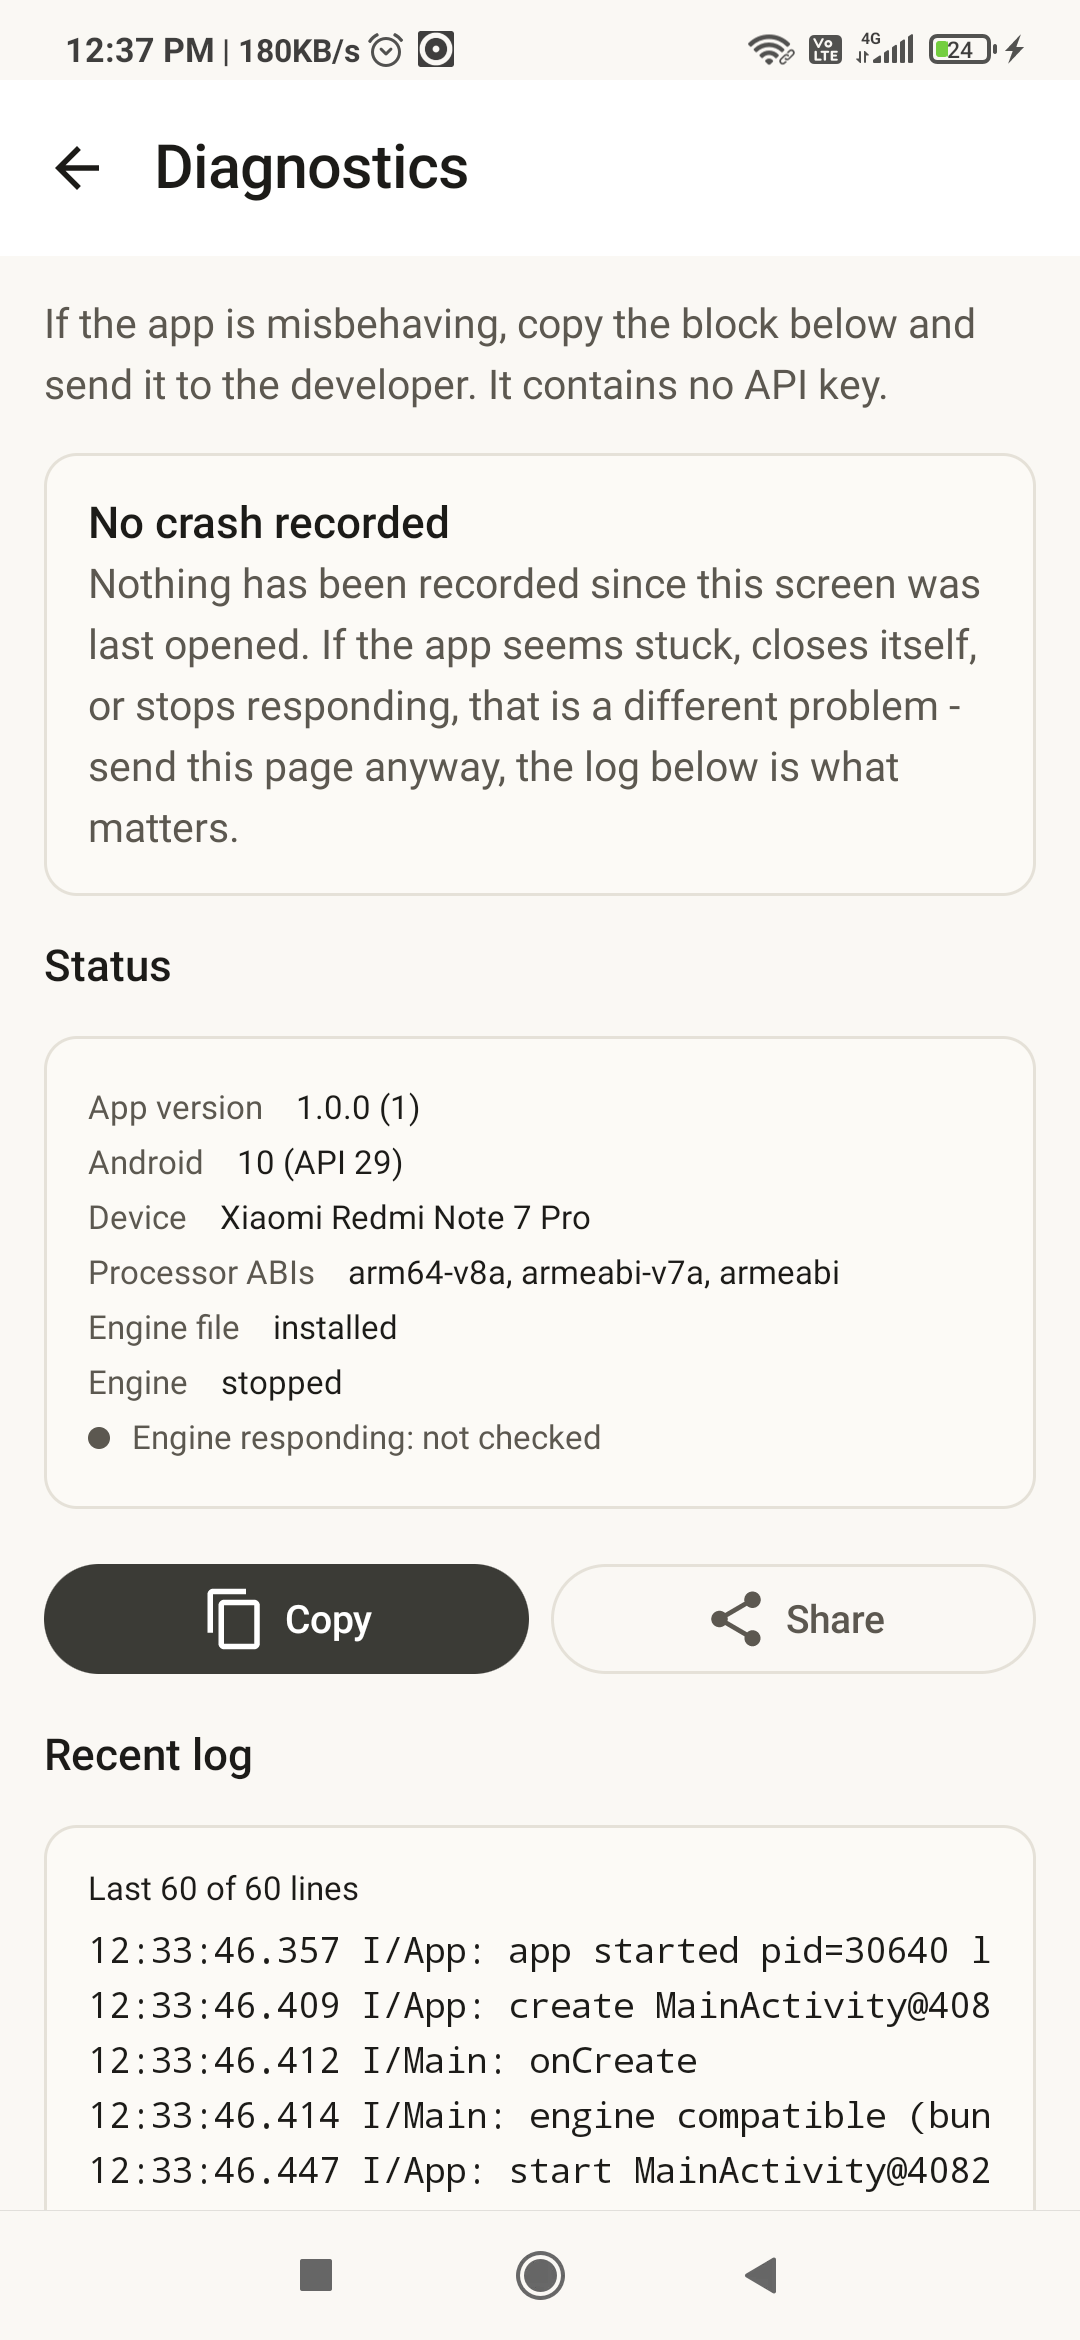 12:37 PM | 180KB/s
Vo LTE 4G 24
Diagnostics
If the app is misbehaving, copy the block below and
send it to the developer. It contains no API key.
No crash recorded
Nothing has been recorded since this screen was
last opened. If the app seems stuck, closes itself,
or stops responding, that is a different problem -
send this page anyway, the log below is what
matters.
Status
App version 1.0.0 (1)
Android 10 (API 29)
Device Xiaomi Redmi Note 7 Pro
Processor ABIs arm64-v8a, armeabi-v7a, armeabi
Engine file installed
Engine stopped
Engine responding: not checked
Copy Share
Recent log
Last 60 of 60 lines
12:33:46.357 I/App: app started pid=30640 l
12:33:46.409 I/App: create MainActivity@408
12:33:46.412 I/Main: onCreate
12:33:46.414 I/Main: engine compatible (bun
12:33:46.447 I/App: start MainActivity@4082